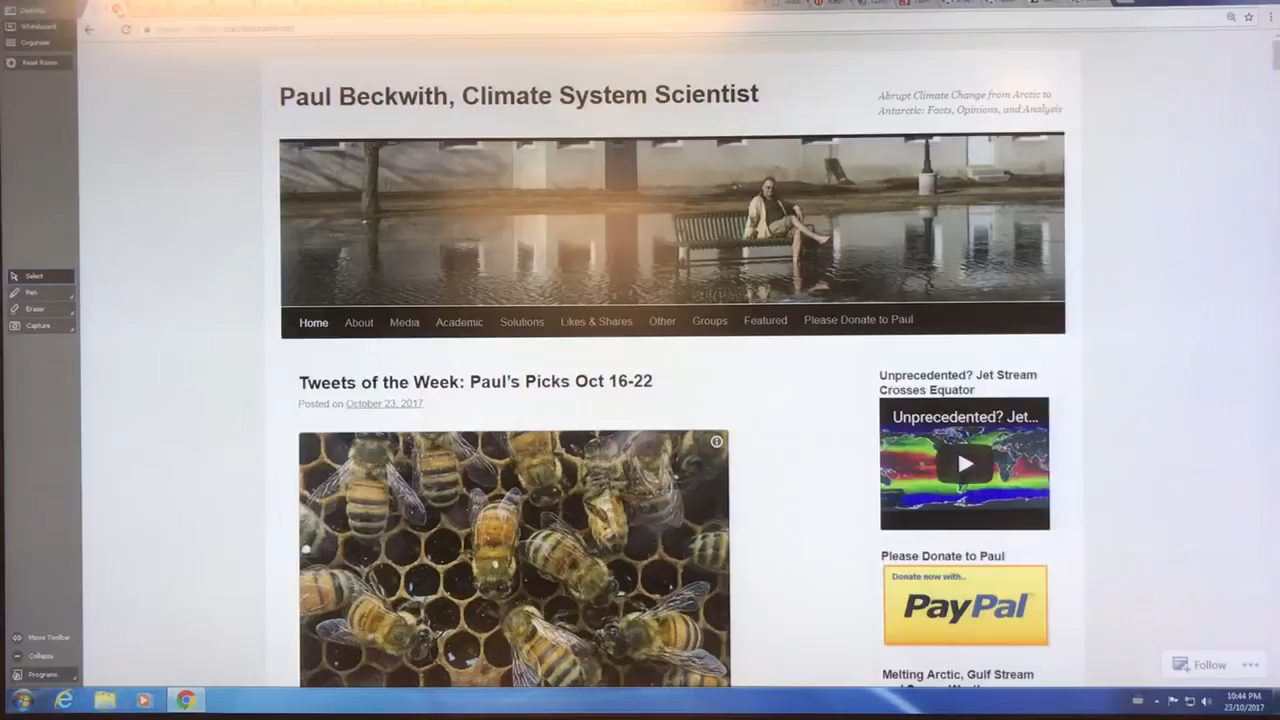 Desktop
Whiteboard
Organiser
Reset Room
Paul Beckwith, Climate System Scientist
Abrupt Climate Change from Arctic to
Antarctic: Facts, Opinions, and Analysis
Select
Pen
Eraser
Capture
Home About Media Academic Solutions Likes & Shares Other Groups Featured Please Donate to Paul
Tweets of the Week: Paul's Picks Oct 16-22
Posted on October 23, 2017
Unprecedented? Jet Stream
Crosses Equator
Unprecedented? Jet...
Please Donate to Paul
Donate now with..
PayPal
Melting Arctic, Gulf Stream
Move Toolbar
Collapse
Programs
Follow
10:44 PM
23/10/2017